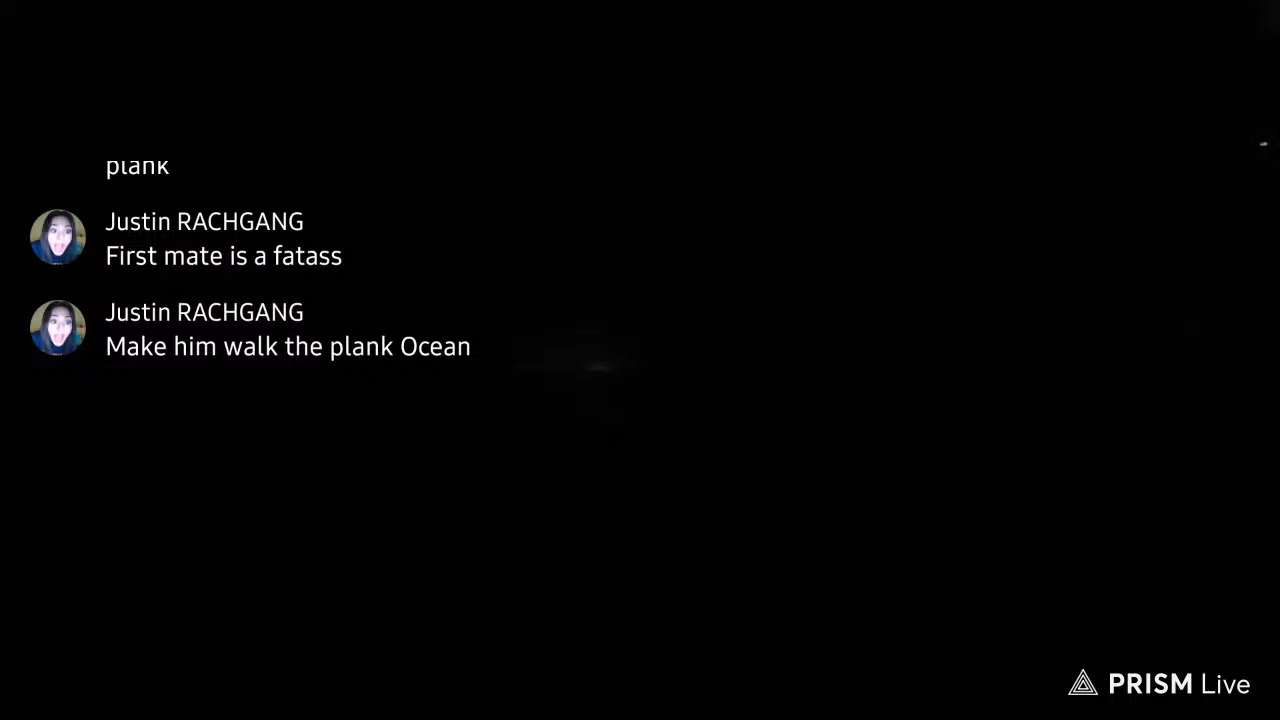 plank
Justin RACHGANG
First mate is a fatass
Justin RACHGANG
Make him walk the plank Ocean
PRISM Live